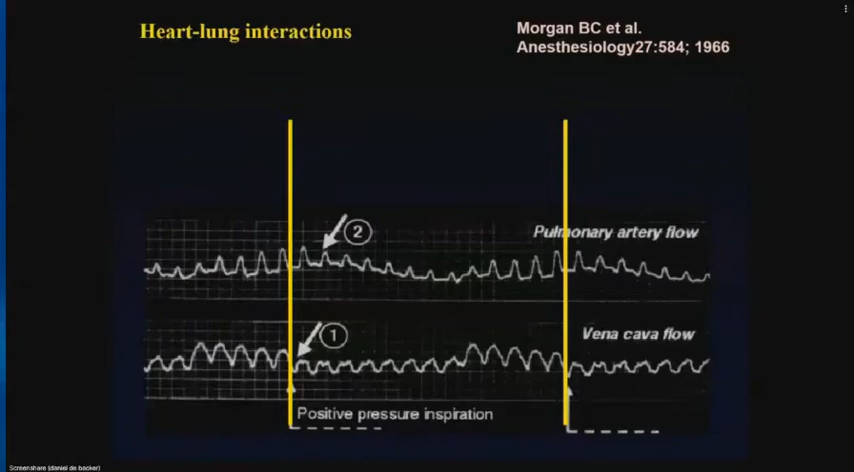 Heart-lung interactions
Morgan BC et al.
Anesthesiology27:584; 1966
2
Pulmonary artery flow
1
Vena cava flow
Positive pressure inspiration
Screenshare (daniel de backer)